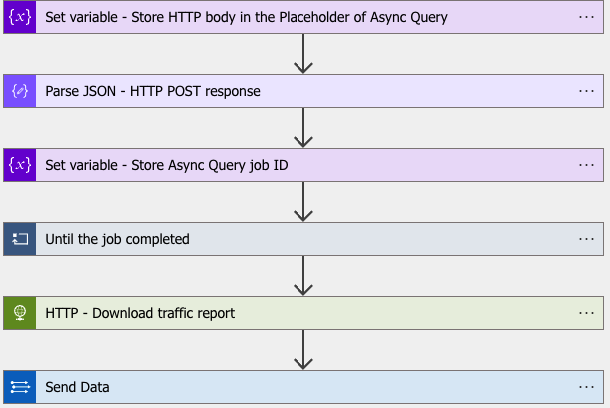 {x} Set variable - Store HTTP body in the Placeholder of Async Query ...
Parse JSON - HTTP POST response ...
{x} Set variable - Store Async Query job ID ...
Until the job completed ...
HTTP - Download traffic report ...
Send Data ...